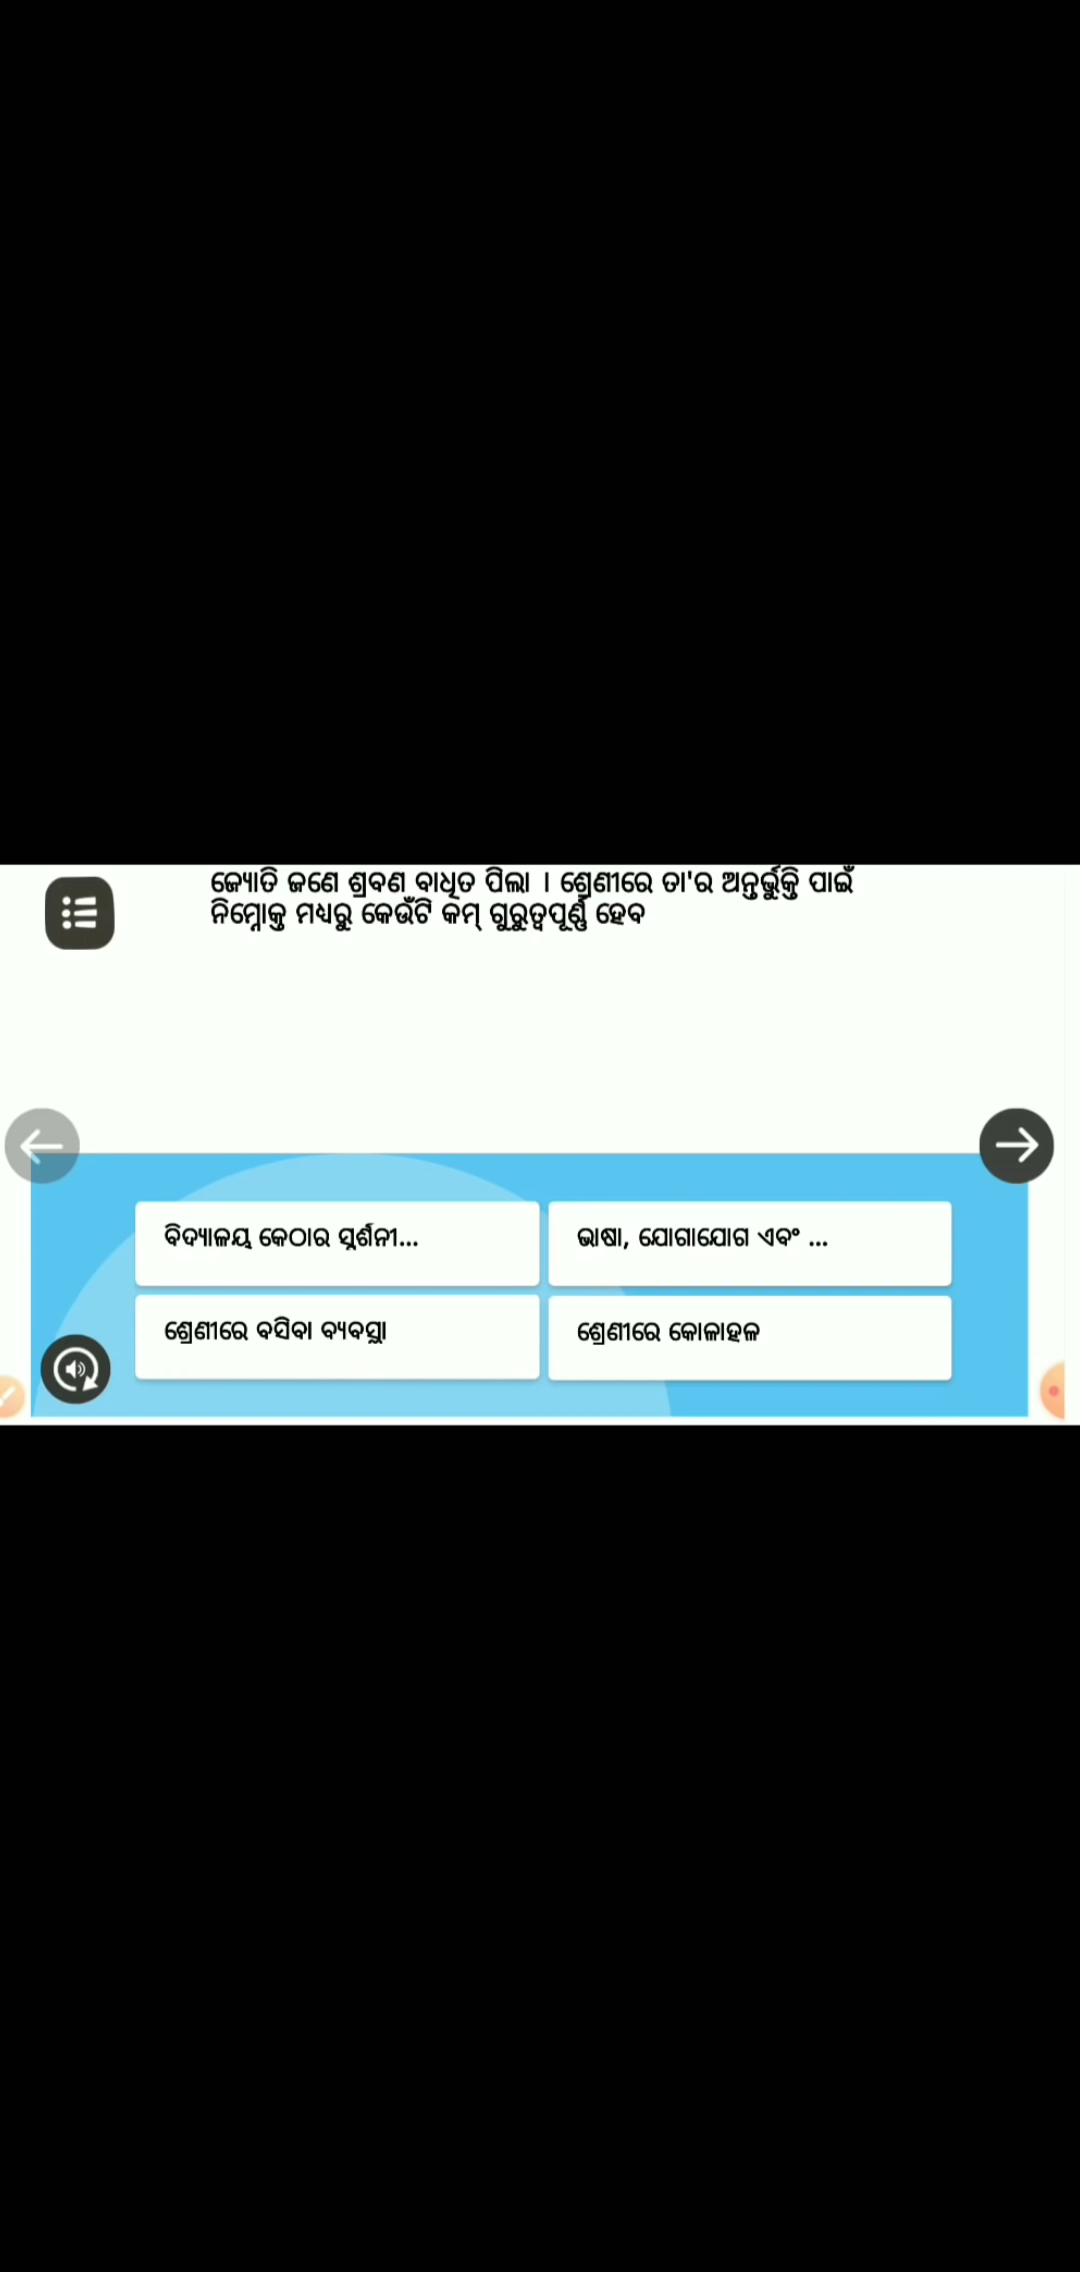 ଜ୍ୟୋତି ଜଣେ ଶ୍ରବଣ ବାଧିତ ପିଲା । ଶ୍ରେଣୀରେ ତା'ର ଅନ୍ତର୍ଭୁକ୍ତି ପାଇଁ
ନିମ୍ନୋକ୍ତ ମଧ୍ୟରୁ କେଉଁଟି କମ୍ ଗୁରୁତ୍ୱପୂର୍ଣ୍ଣ ହେବ
ବିଦ୍ୟାଳୟ କେଠାର ସ୍ପର୍ଶନୀ...
ଭାଷା, ଯୋଗାଯୋଗ ଏବଂ ...
ଶ୍ରେଣୀରେ ବସିବା ବ୍ୟବସ୍ଥା
ଶ୍ରେଣୀରେ କୋଳାହଳ